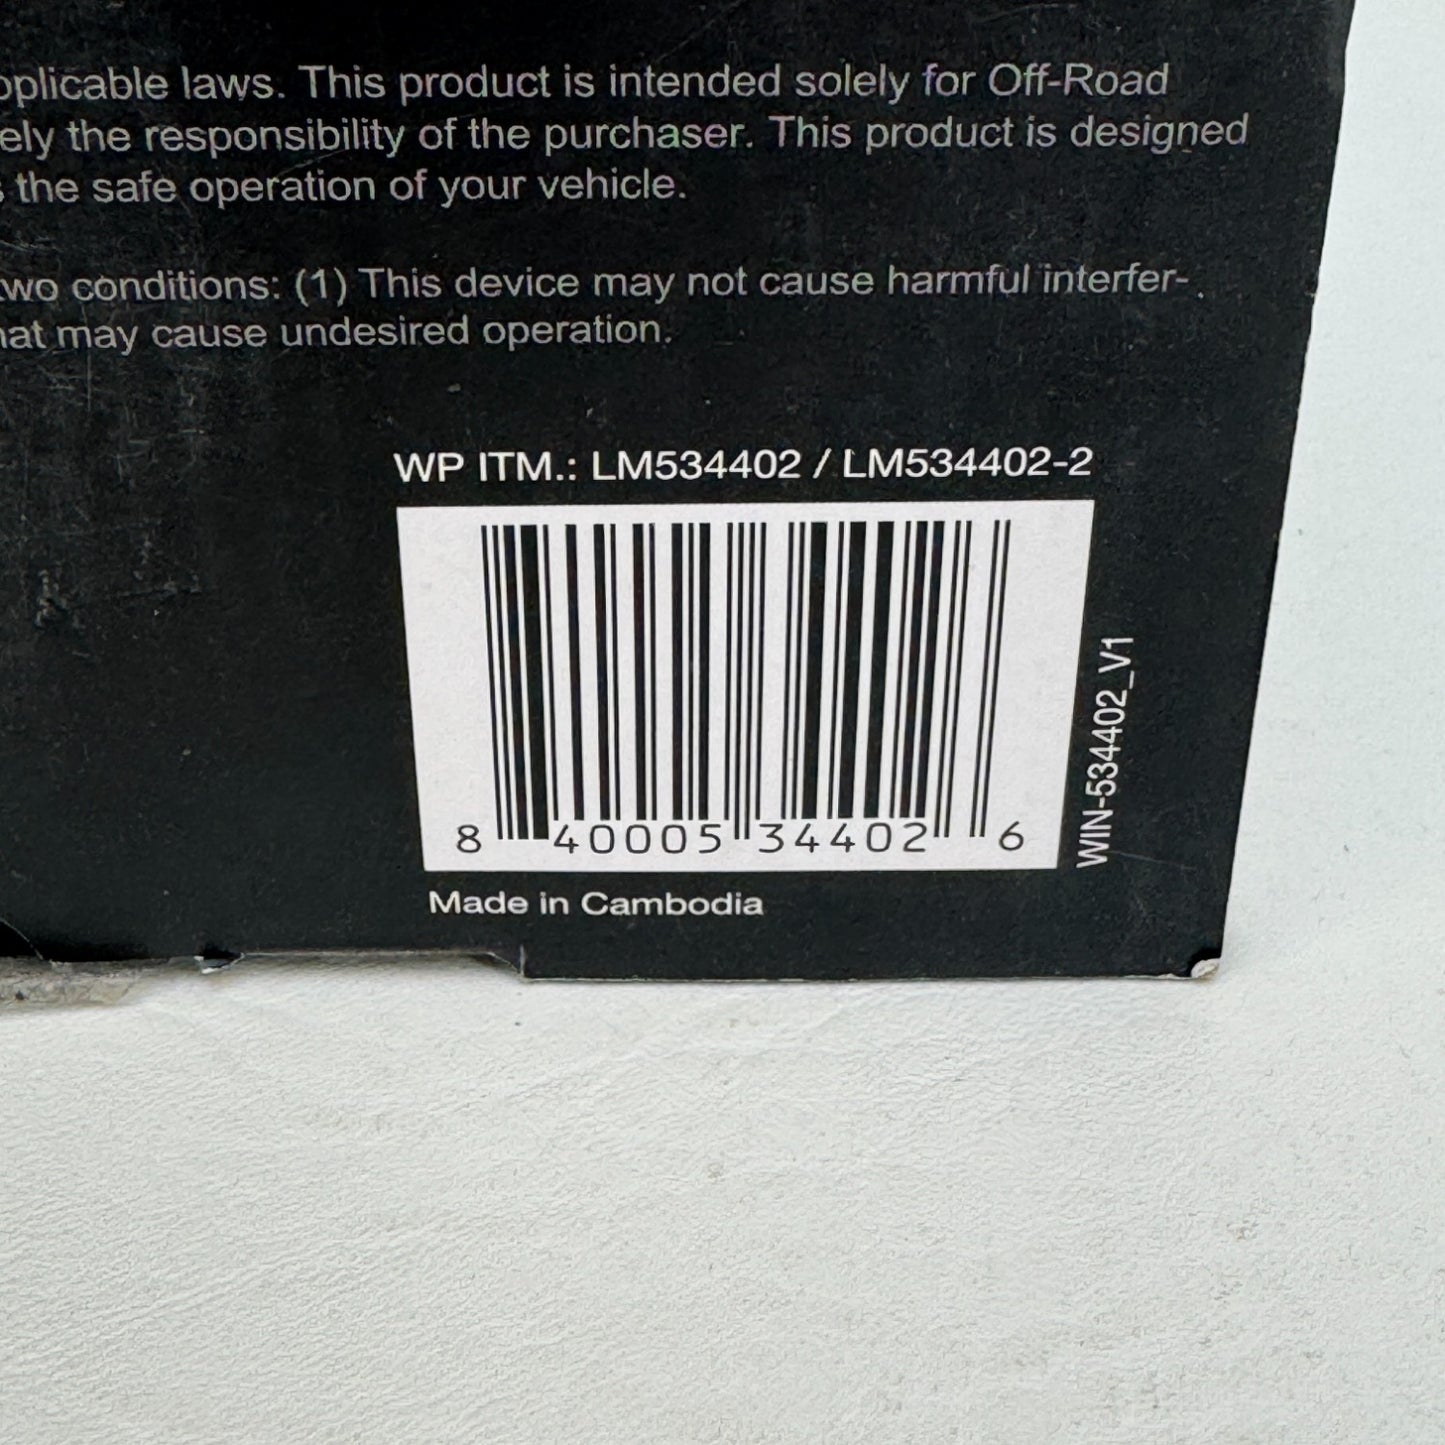 applicable laws. This product is intended solely for Off-Road
ely the responsibility of the purchaser. This product is designed
the safe operation of your vehicle.
two conditions: (1) This device may not cause harmful interfer-
hat may cause undesired operation.
WP ITM.: LM534402 / LM534402-2
8 40005 34402 6
WIN-534402_V1
Made in Cambodia